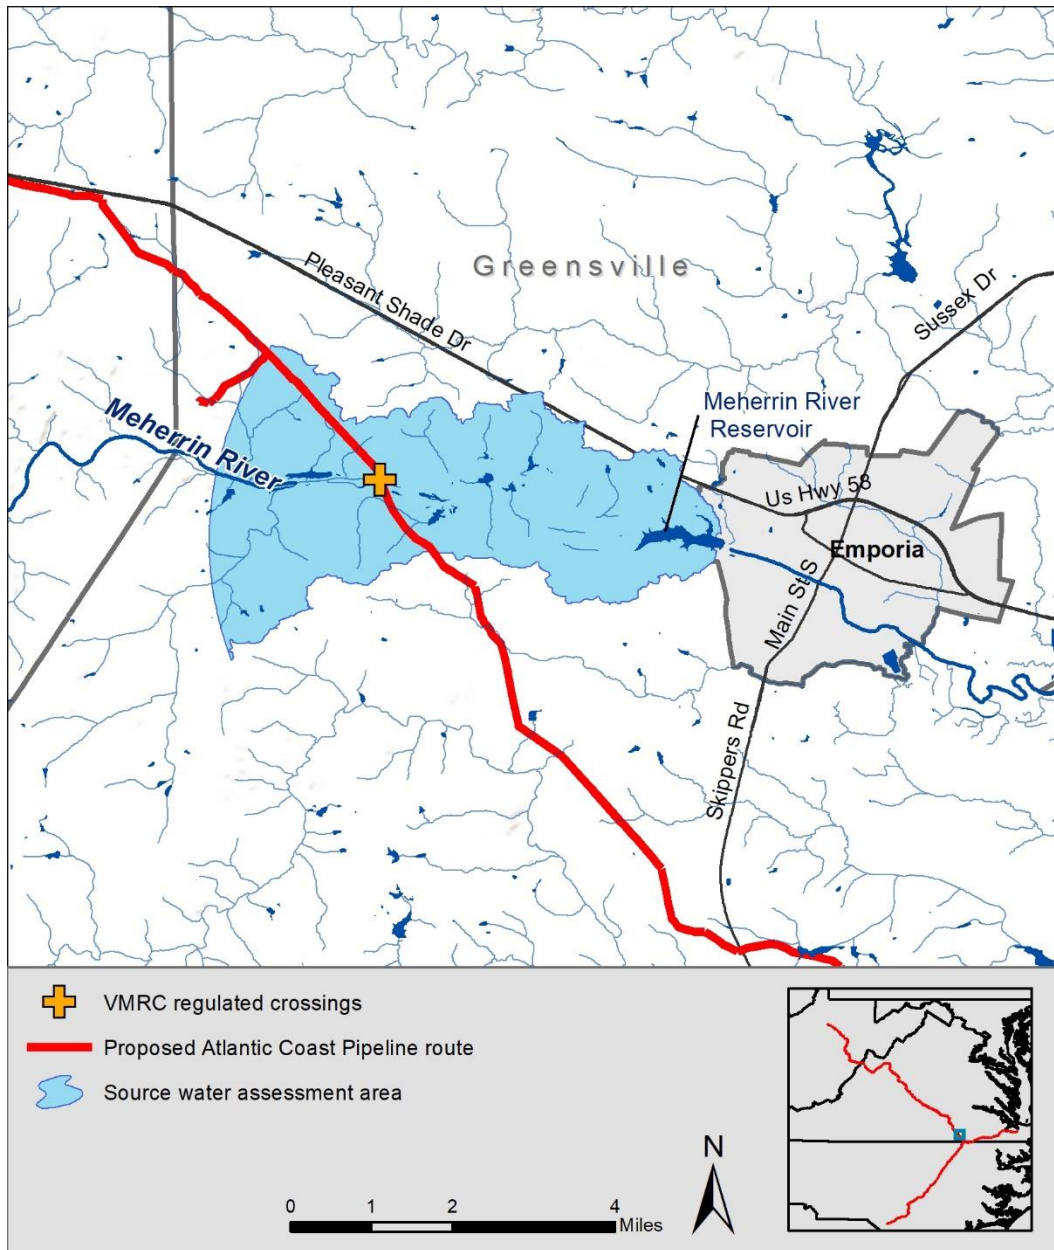 Greensville
Pleasant Shade Dr
Sussex Dr
Meherrin River
Meherrin River
Reservoir
Us Hwy 58
Emporia
Main St S
Skippers Rd
VMRC regulated crossings
Proposed Atlantic Coast Pipeline route
Source water assessment area
N
0 1 2 4
Miles